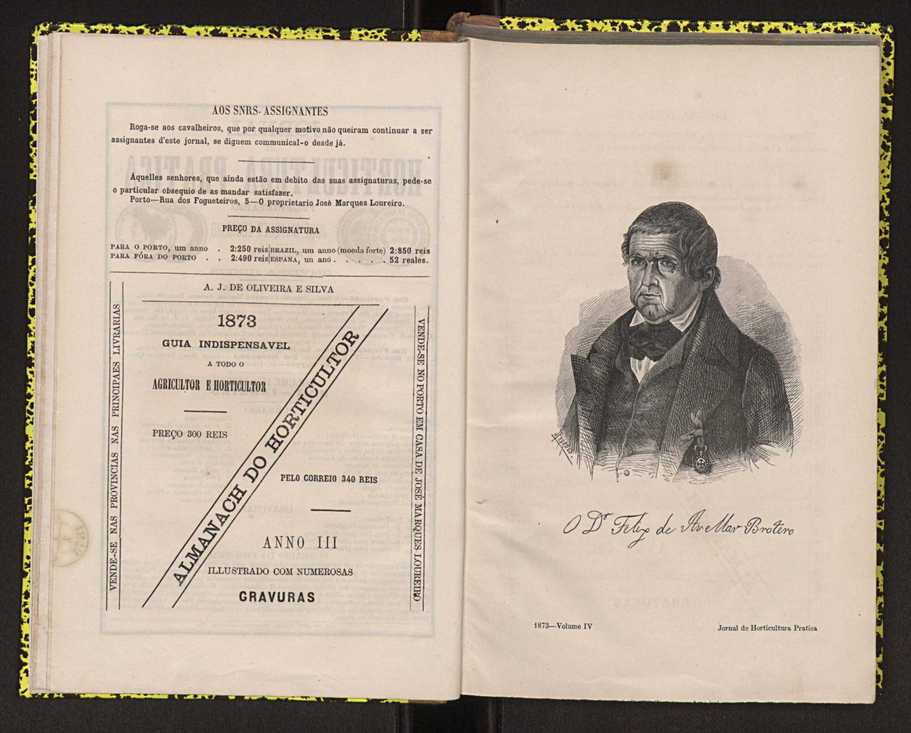 AOS SNRS. ASSIGNANTES
Roga-se aos cavalheiros, que por qualquer motivo não queiram continuar a ser
assignantes d'este jornal, se diguem communical-o desde já.
Áquelles senhores, que ainda estão em debito das suas assignaturas, pede-se
o particular obsequio de as mandar satisfazer.
Porto—Rua dos Fogueteiros, 5—O proprietario José Marques Loureiro.
PREÇO DA ASSIGNATURA
PARA O PORTO, um anno . 2:250 reis
PARA FÓRA DO PORTO . . 2:490 reis
BRAZIL, um anno (moeda forte) 2:850 reis
ESPANA, un ano . . . . . 52 reales.
VENDE-SE NAS PROVINCIAS NAS PRINCIPAES LIVRARIAS
A. J. DE OLIVEIRA E SILVA
1873
GUIA INDISPENSAVEL
A TODO O
AGRICULTOR E HORTICULTOR
PREÇO 300 REIS
ALMANACH DO HORTICULTOR
PELO CORREIO 340 REIS
ANNO III
ILLUSTRADO COM NUMEROSAS
GRAVURAS
VENDE-SE NO PORTO EM CASA DE JOSÉ MARQUES LOUREIRO
O Dr Felix de Avellar Brotero
1873—Volume IV
Jornal de Horticultura Pratica